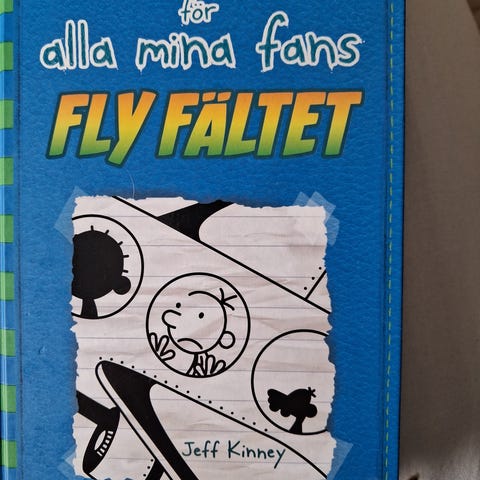 för
alla mina fans
FLY FÄLTET
Jeff Kinney